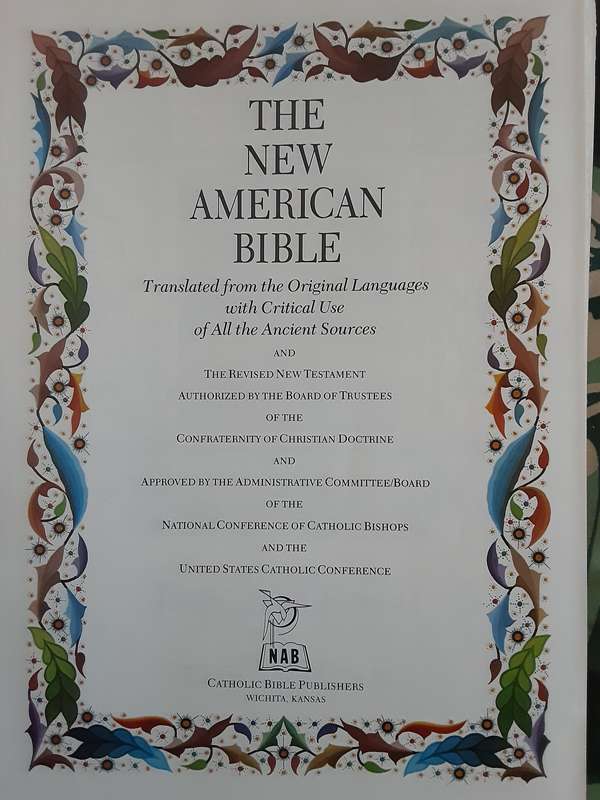 THE
NEW
AMERICAN
BIBLE
Translated from the Original Languages
with Critical Use
of All the Ancient Sources
AND
THE REVISED NEW TESTAMENT
AUTHORIZED BY THE BOARD OF TRUSTEES
OF THE
CONFRATERNITY OF CHRISTIAN DOCTRINE
AND
APPROVED BY THE ADMINISTRATIVE COMMITTEE/BOARD
OF THE
NATIONAL CONFERENCE OF CATHOLIC BISHOPS
AND THE
UNITED STATES CATHOLIC CONFERENCE
NAB
CATHOLIC BIBLE PUBLISHERS
WICHITA, KANSAS